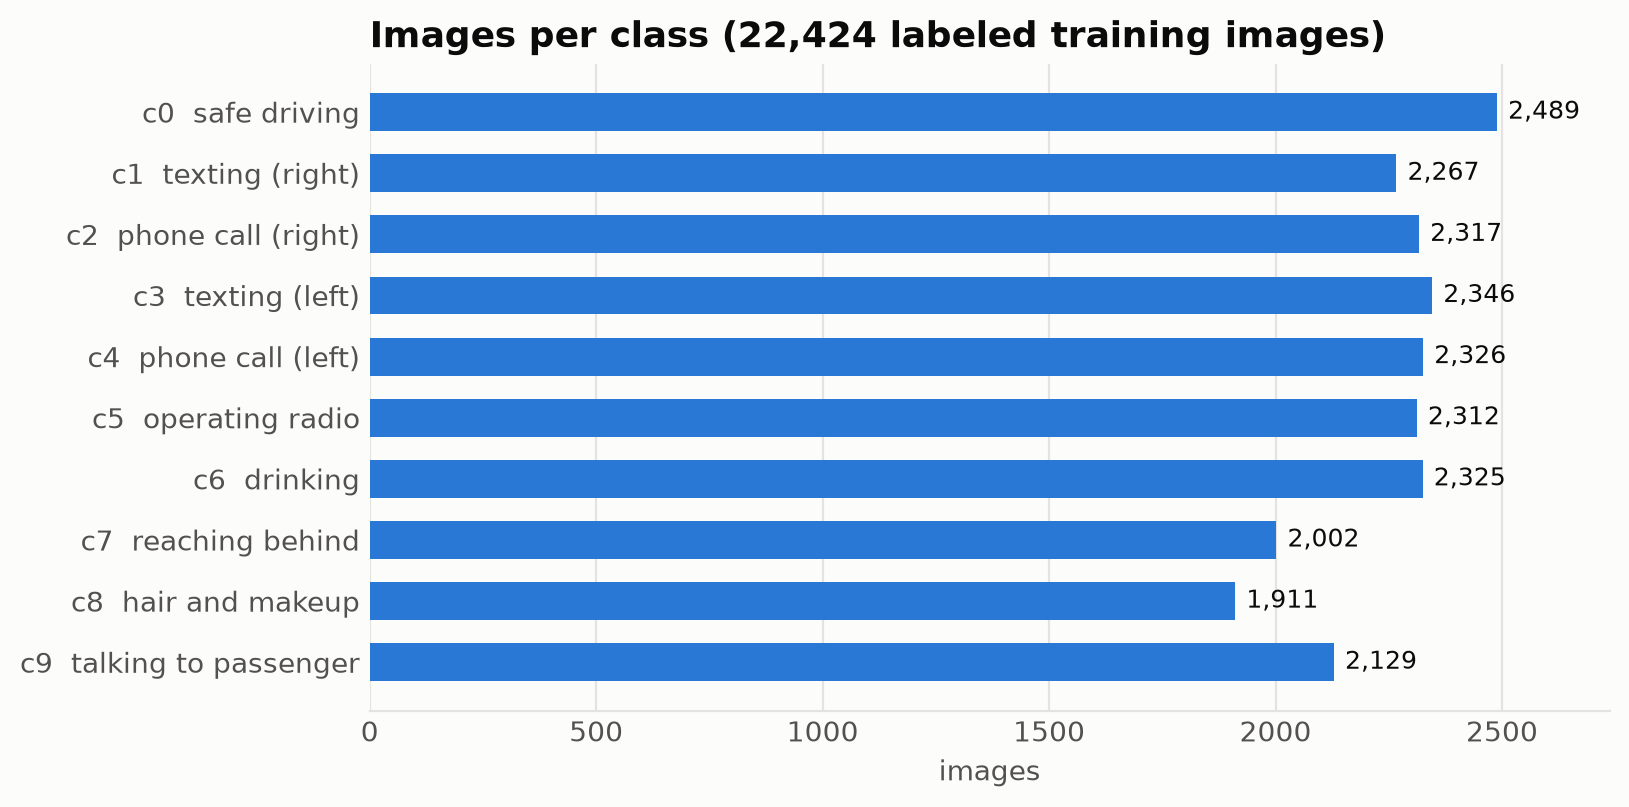 Images per class (22,424 labeled training images)
c0 safe driving 2,489
c1 texting (right) 2,267
c2 phone call (right) 2,317
c3 texting (left) 2,346
c4 phone call (left) 2,326
c5 operating radio 2,312
c6 drinking 2,325
c7 reaching behind 2,002
c8 hair and makeup 1,911
c9 talking to passenger 2,129
0 500 1000 1500 2000 2500
images